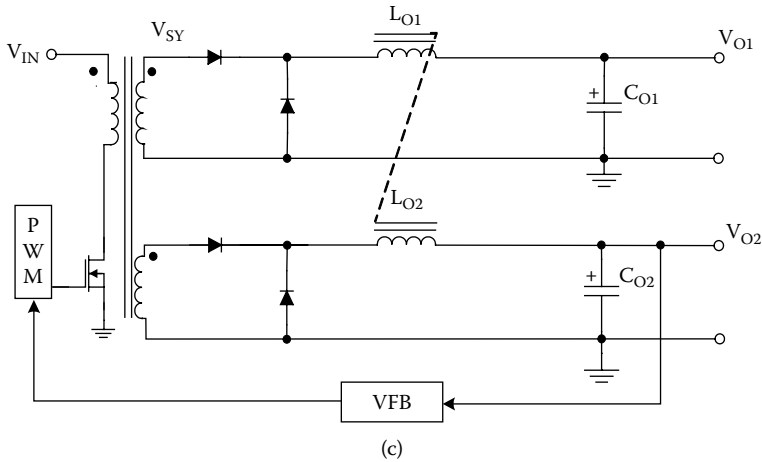 L_O1
V_SY
V_O1
V_IN
+
C_O1
L_O2
P
W
M
V_O2
+
C_O2
VFB
(c)